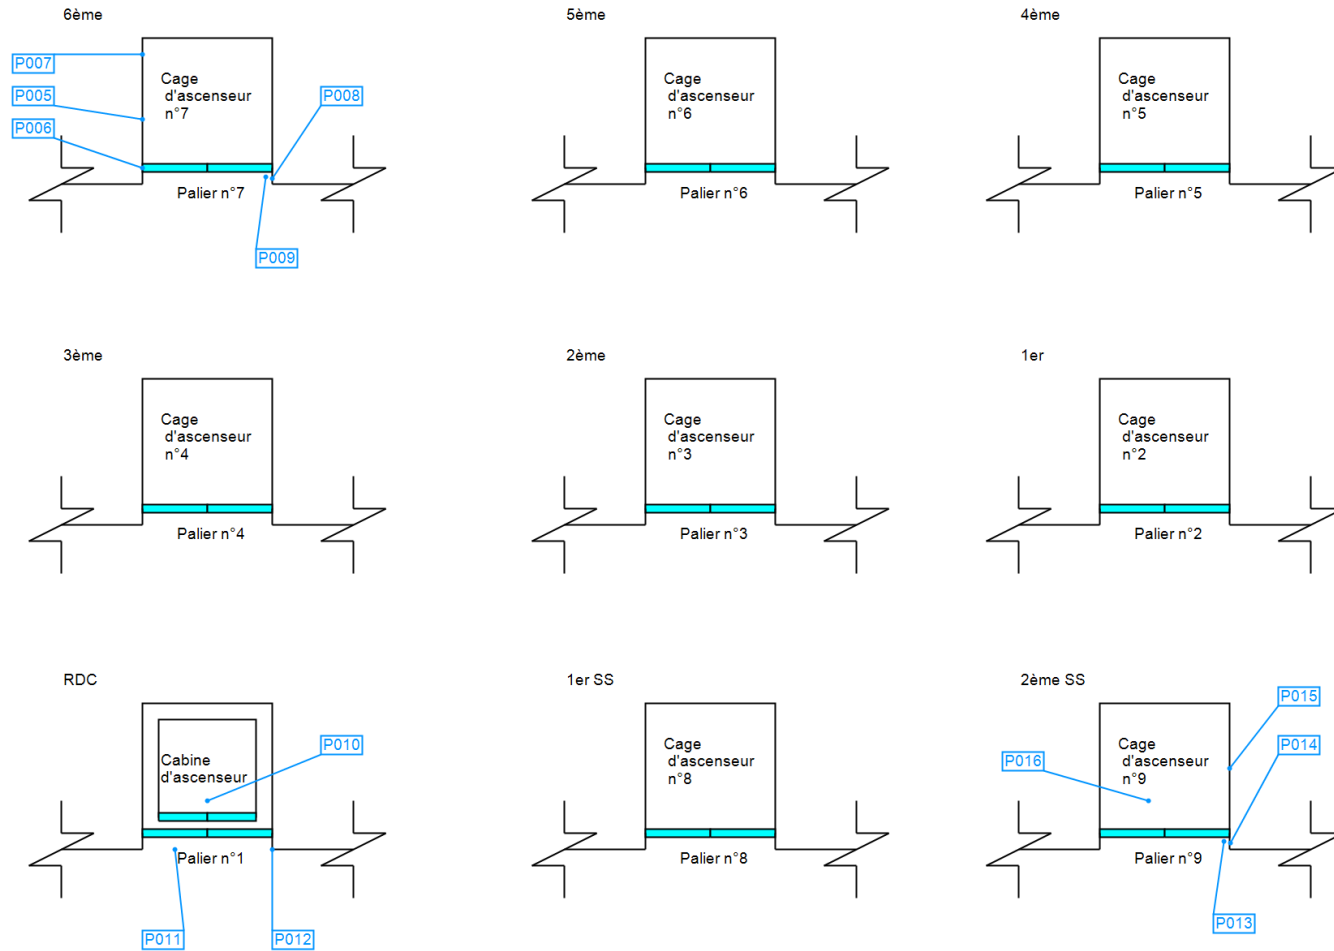 6ème
5ème
4ème
P007
P005
P006
Cage
d'ascenseur
n°7
P008
Palier n°7
P009
Cage
d'ascenseur
n°6
Palier n°6
Cage
d'ascenseur
n°5
Palier n°5
3ème
2ème
1er
Cage
d'ascenseur
n°4
Palier n°4
Cage
d'ascenseur
n°3
Palier n°3
Cage
d'ascenseur
n°2
Palier n°2
RDC
1er SS
2ème SS
Cabine
d'ascenseur
P010
Palier n°1
P011
P012
Cage
d'ascenseur
n°8
Palier n°8
P016
Cage
d'ascenseur
n°9
P015
P014
Palier n°9
P013